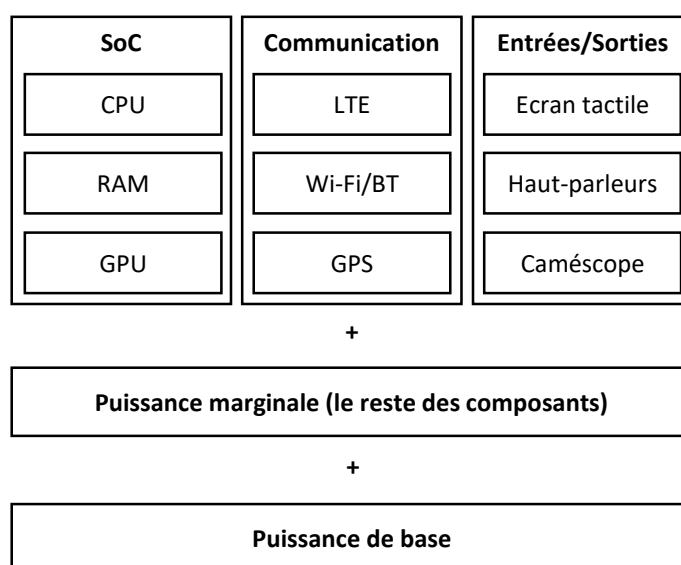 SoC
CPU
RAM
GPU
Communication
LTE
Wi-Fi/BT
GPS
Entrées/Sorties
Ecran tactile
Haut-parleurs
Caméscope
+
Puissance marginale (le reste des composants)
+
Puissance de base